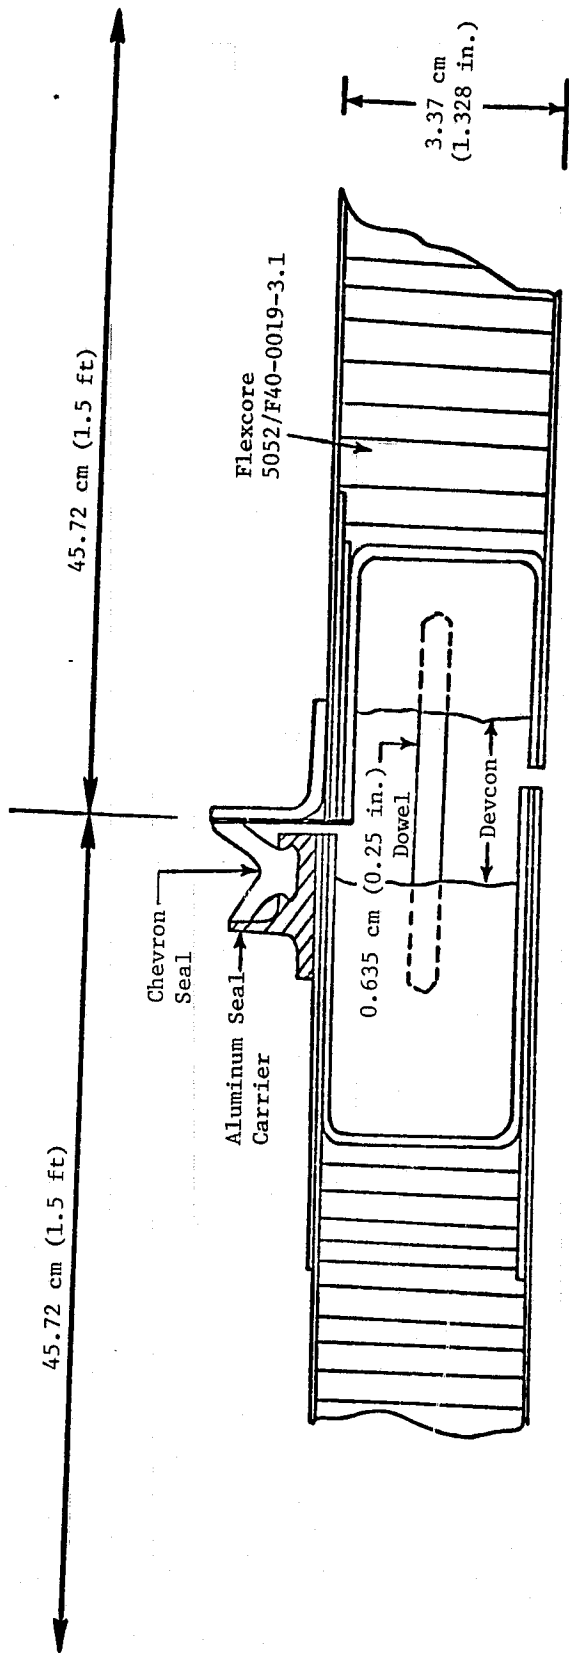 45.72 cm (1.5 ft)
45.72 cm (1.5 ft)
Chevron
Seal
Aluminum Seal
Carrier
Flexcore
5052/F40-0019-3.1
0.635 cm (0.25 in.)
Dowel
Devcon
3.37 cm
(1.328 in.)